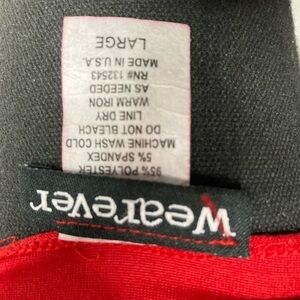 Wearever
95% POLYESTER
5% SPANDEX
MACHINE WASH COLD
DO NOT BLEACH
LINE DRY
WARM IRON
AS NEEDED
RN# 132543
MADE IN U.S.A.
LARGE